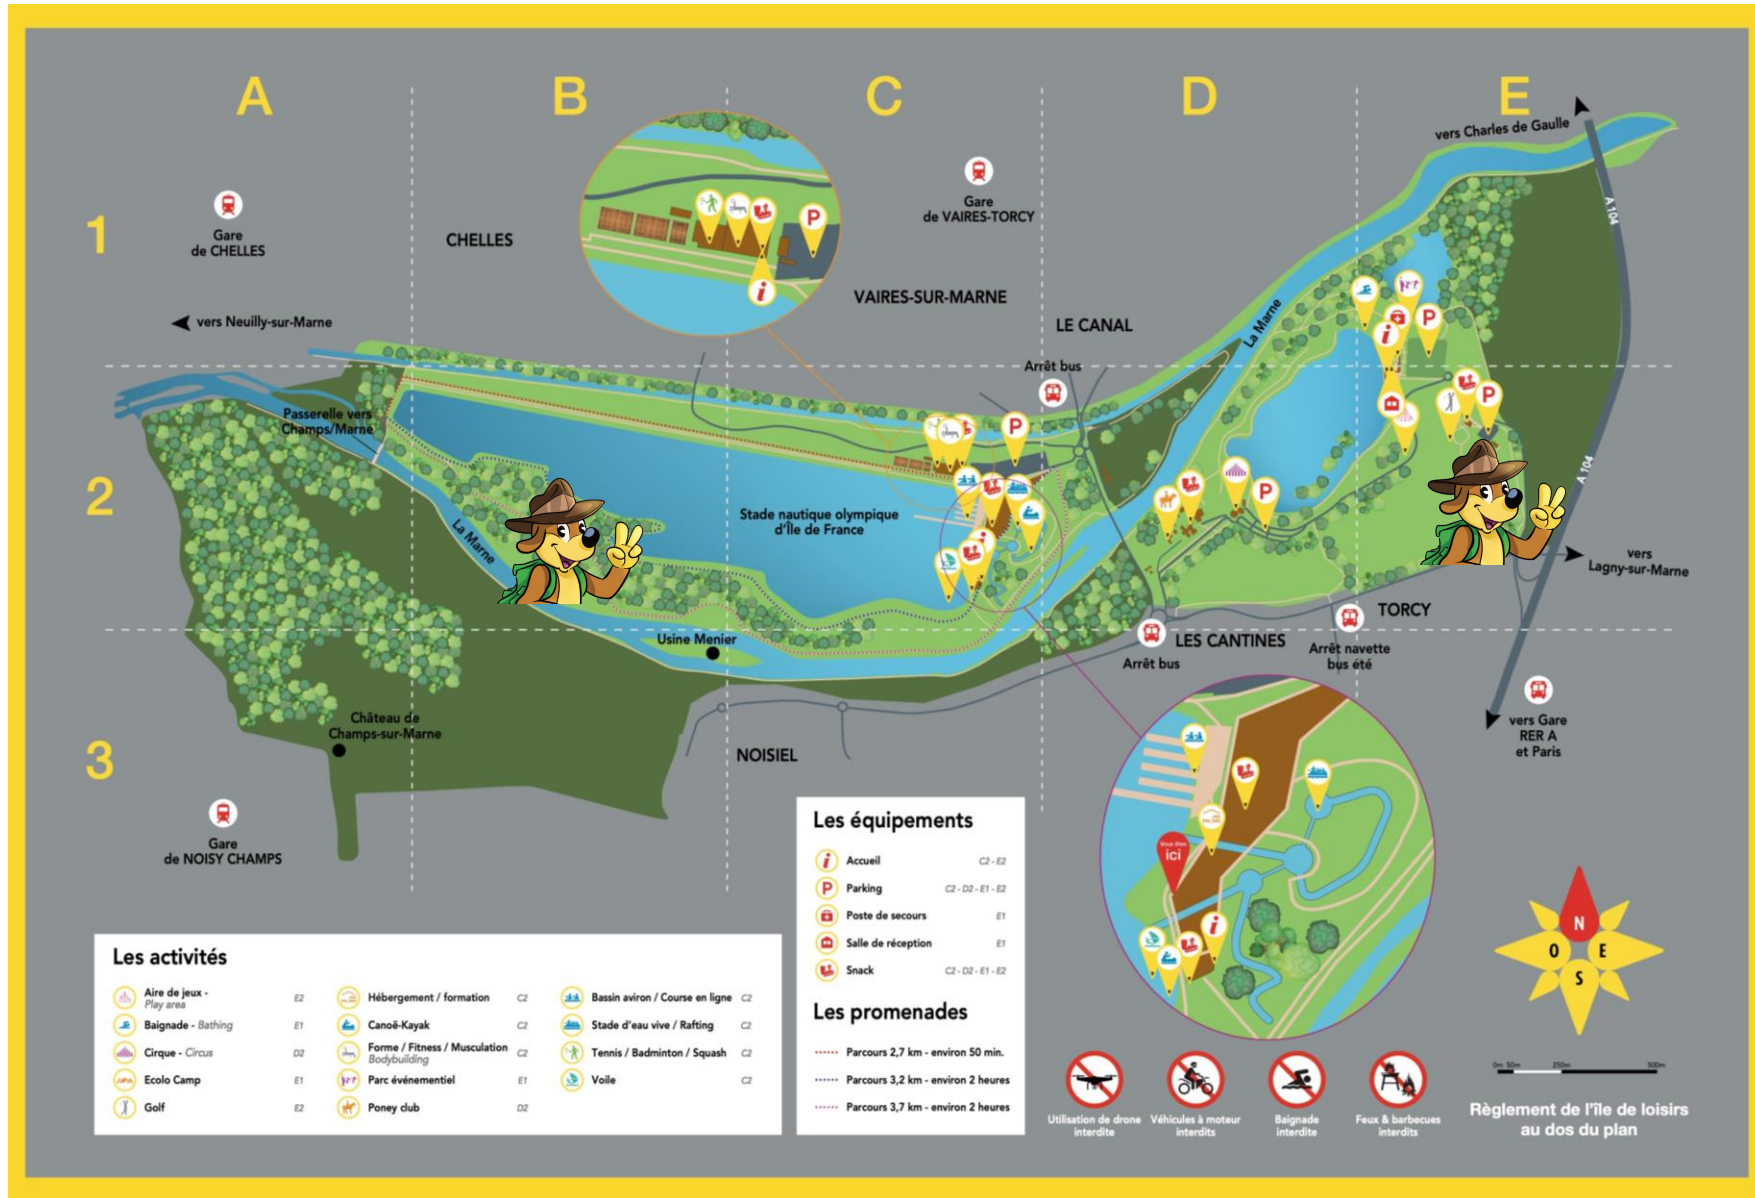 A
B
C
D
E
1
2
3
vers Charles de Gaulle
A 104
Gare
de CHELLES
CHELLES
Gare
de VAIRES-TORCY
P
i
VAIRES-SUR-MARNE
vers Neuilly-sur-Marne
LE CANAL
La Marne
P
i
Arrêt bus
Passerelle vers
Champs/Marne
P
P
Stade nautique olympique
d'Île de France
La Marne
P
i
A 104
vers
Lagny-sur-Marne
TORCY
Usine Menier
LES CANTINES
Arrêt bus
Arrêt navette
bus été
Château de
Champs-sur-Marne
NOISIEL
vers Gare
RER A
et Paris
Gare
de NOISY CHAMPS
Vous êtes
ici
i
Les équipements
i Accueil C2 - E2
P Parking C2 - D2 - E1 - E2
Poste de secours E1
Salle de réception E1
Snack C2 - D2 - E1 - E2
Les promenades
Parcours 2,7 km - environ 50 min.
Parcours 3,2 km - environ 2 heures
Parcours 3,7 km - environ 2 heures
Les activités
Aire de jeux -
Play area E2
Baignade - Bathing E1
Cirque - Circus D2
Ecolo Camp E1
Golf E2
Hébergement / formation C2
Canoë-Kayak C2
Forme / Fitness / Musculation
Bodybuilding C2
Parc événementiel E1
Poney club D2
Bassin aviron / Course en ligne C2
Stade d'eau vive / Rafting C2
Tennis / Badminton / Squash C2
Voile C2
Utilisation de drone
interdite
Véhicules à moteur
interdits
Baignade
interdite
Feux & barbecues
interdits
N
O
E
S
0m 50m 250m 500m
Règlement de l'île de loisirs
au dos du plan